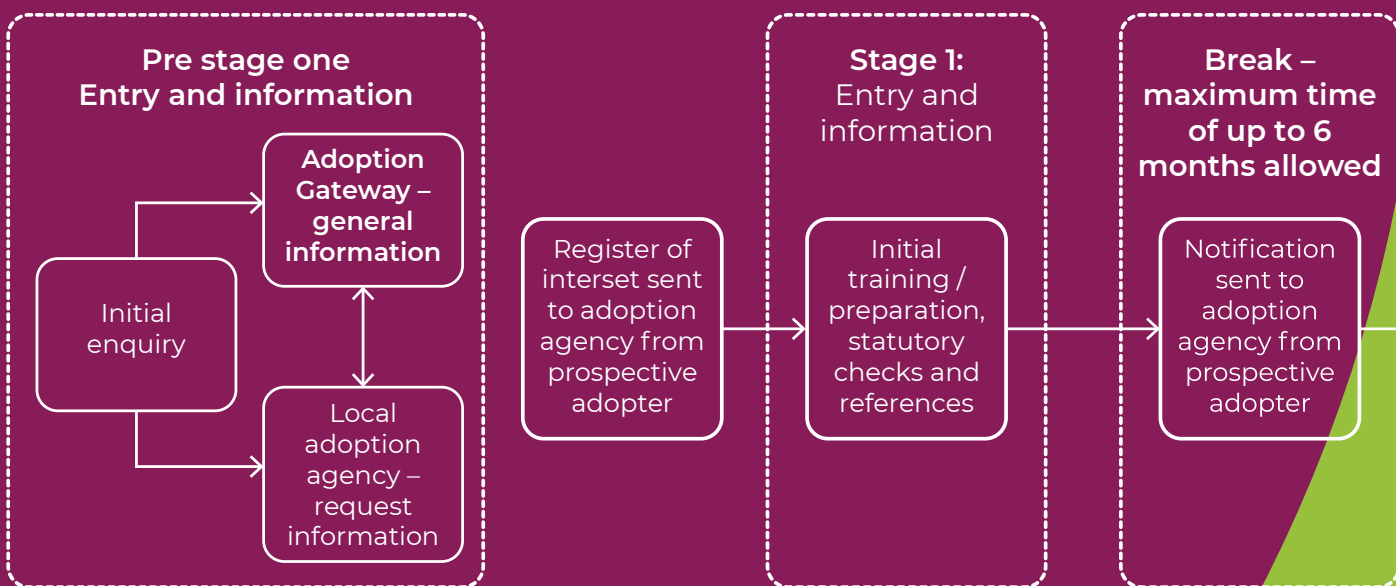 Pre stage one
Entry and information
Initial
enquiry
Adoption
Gateway –
general
information
Local
adoption
agency –
request
information
Register of
interset sent
to adoption
agency from
prospective
adopter
Stage 1:
Entry and
information
Initial
training /
preparation,
statutory
checks and
references
Break –
maximum time
of up to 6
months allowed
Notification
sent to
adoption
agency from
prospective
adopter